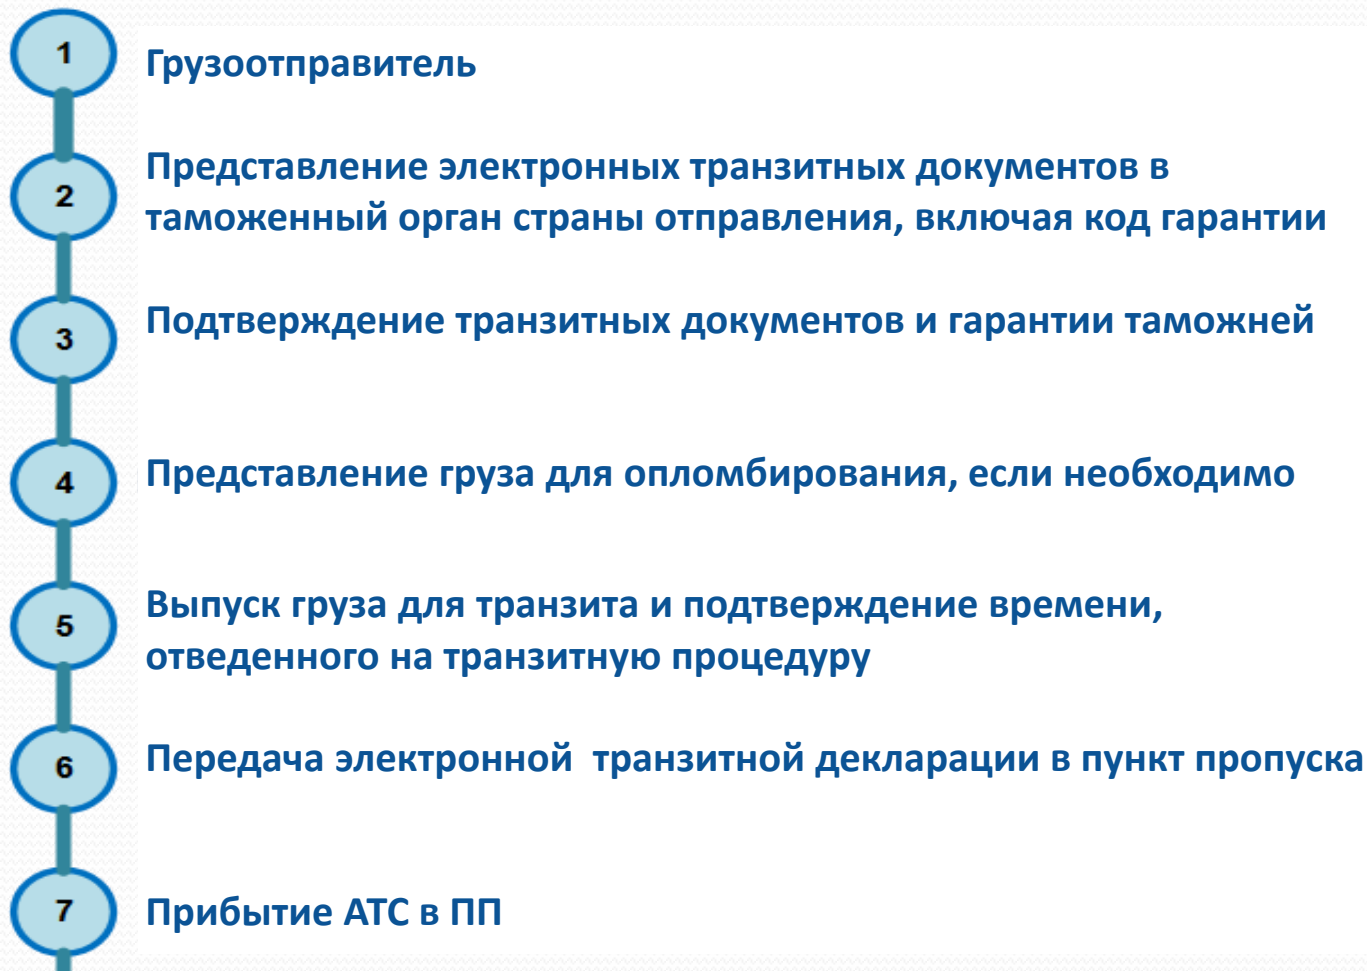 1
Грузоотправитель
2
Представление электронных транзитных документов в
таможенный орган страны отправления, включая код гарантии
3
Подтверждение транзитных документов и гарантии таможней
4
Представление груза для опломбирования, если необходимо
5
Выпуск груза для транзита и подтверждение времени,
отведенного на транзитную процедуру
6
Передача электронной  транзитной декларации в пункт пропуска
7
Прибытие АТС в ПП